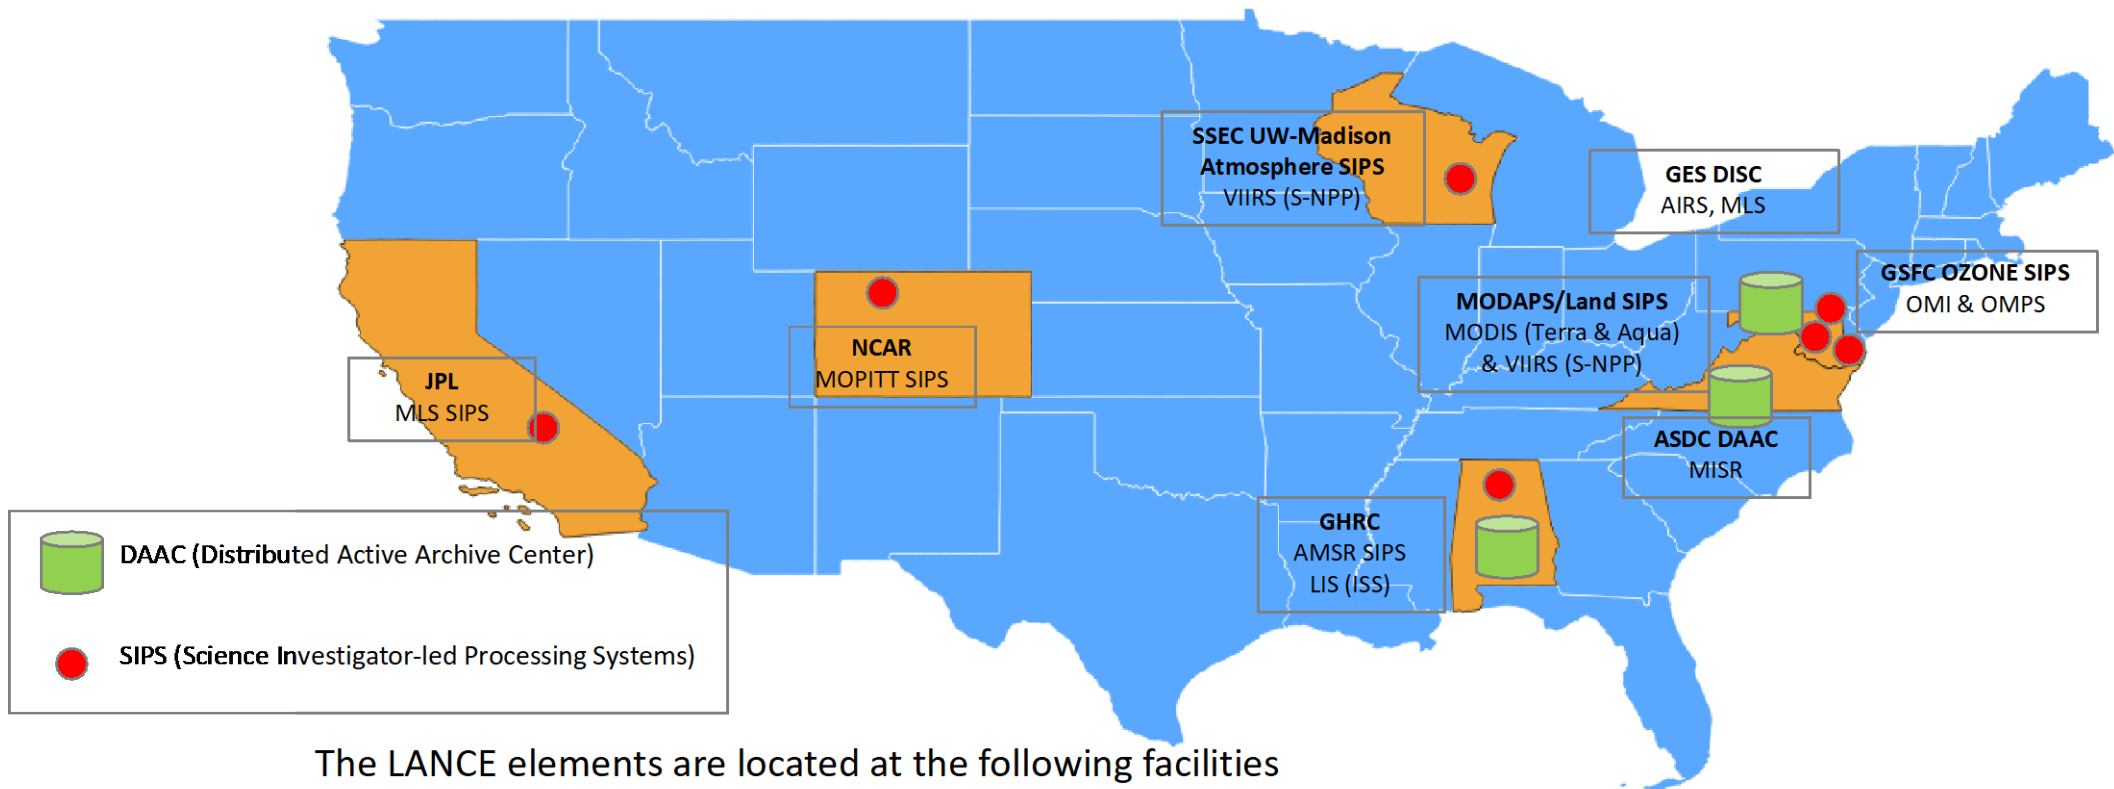 SSEC UW-Madison
Atmosphere SIPS
VIIRS (S-NPP)
GES DISC
AIRS, MLS
GSFC OZONE SIPS
OMI & OMPS
MODAPS/Land SIPS
MODIS (Terra & Aqua)
& VIIRS (S-NPP)
NCAR
MOPITT SIPS
JPL
MLS SIPS
ASDC DAAC
MISR
GHRC
AMSR SIPS
LIS (ISS)
DAAC (Distributed Active Archive Center)
SIPS (Science Investigator-led Processing Systems)
The LANCE elements are located at the following facilities